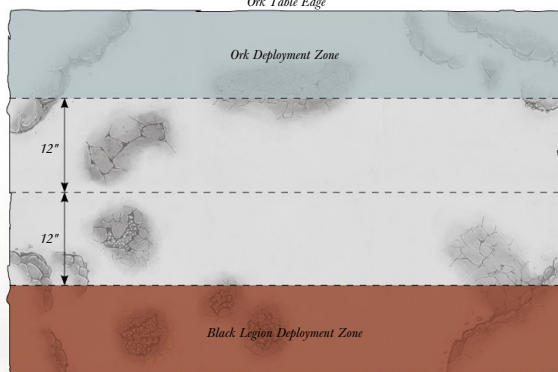 Ork Table Edge
Ork Deployment Zone
12"
12"
Black Legion Deployment Zone